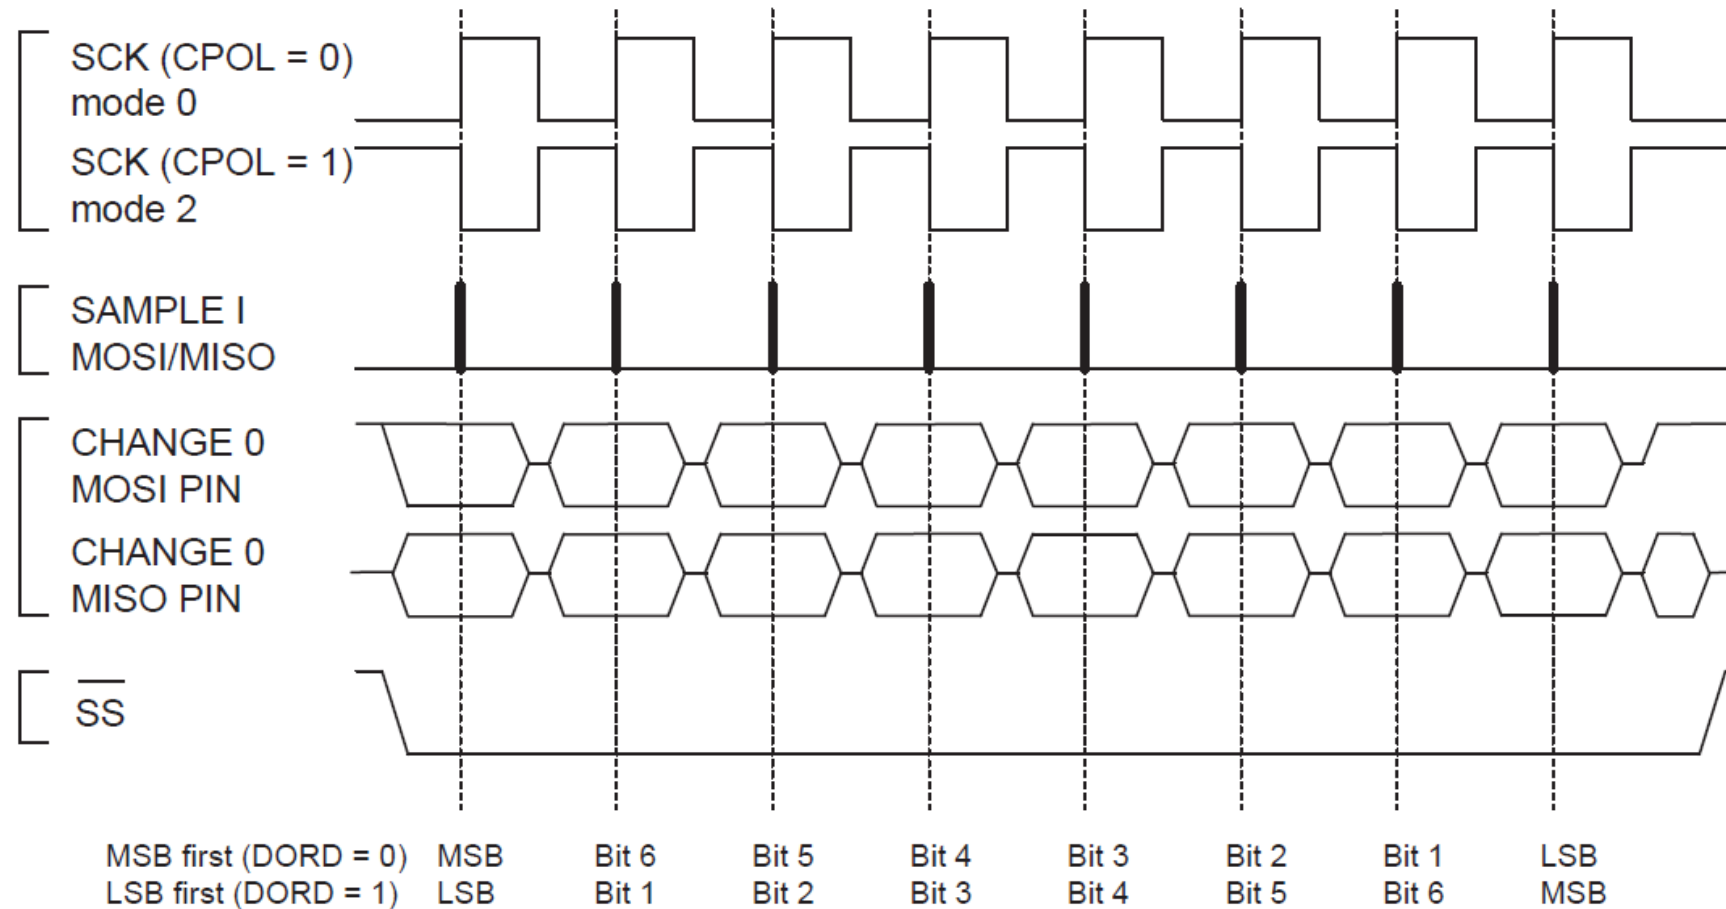 SCK (CPOL = 0)
mode 0
SCK (CPOL = 1)
mode 2
SAMPLE I
MOSI/MISO
CHANGE 0
MOSI PIN
CHANGE 0
MISO PIN
SS
MSB first (DORD = 0) MSB Bit 6 Bit 5 Bit 4 Bit 3 Bit 2 Bit 1 LSB
LSB first (DORD = 1) LSB Bit 1 Bit 2 Bit 3 Bit 4 Bit 5 Bit 6 MSB